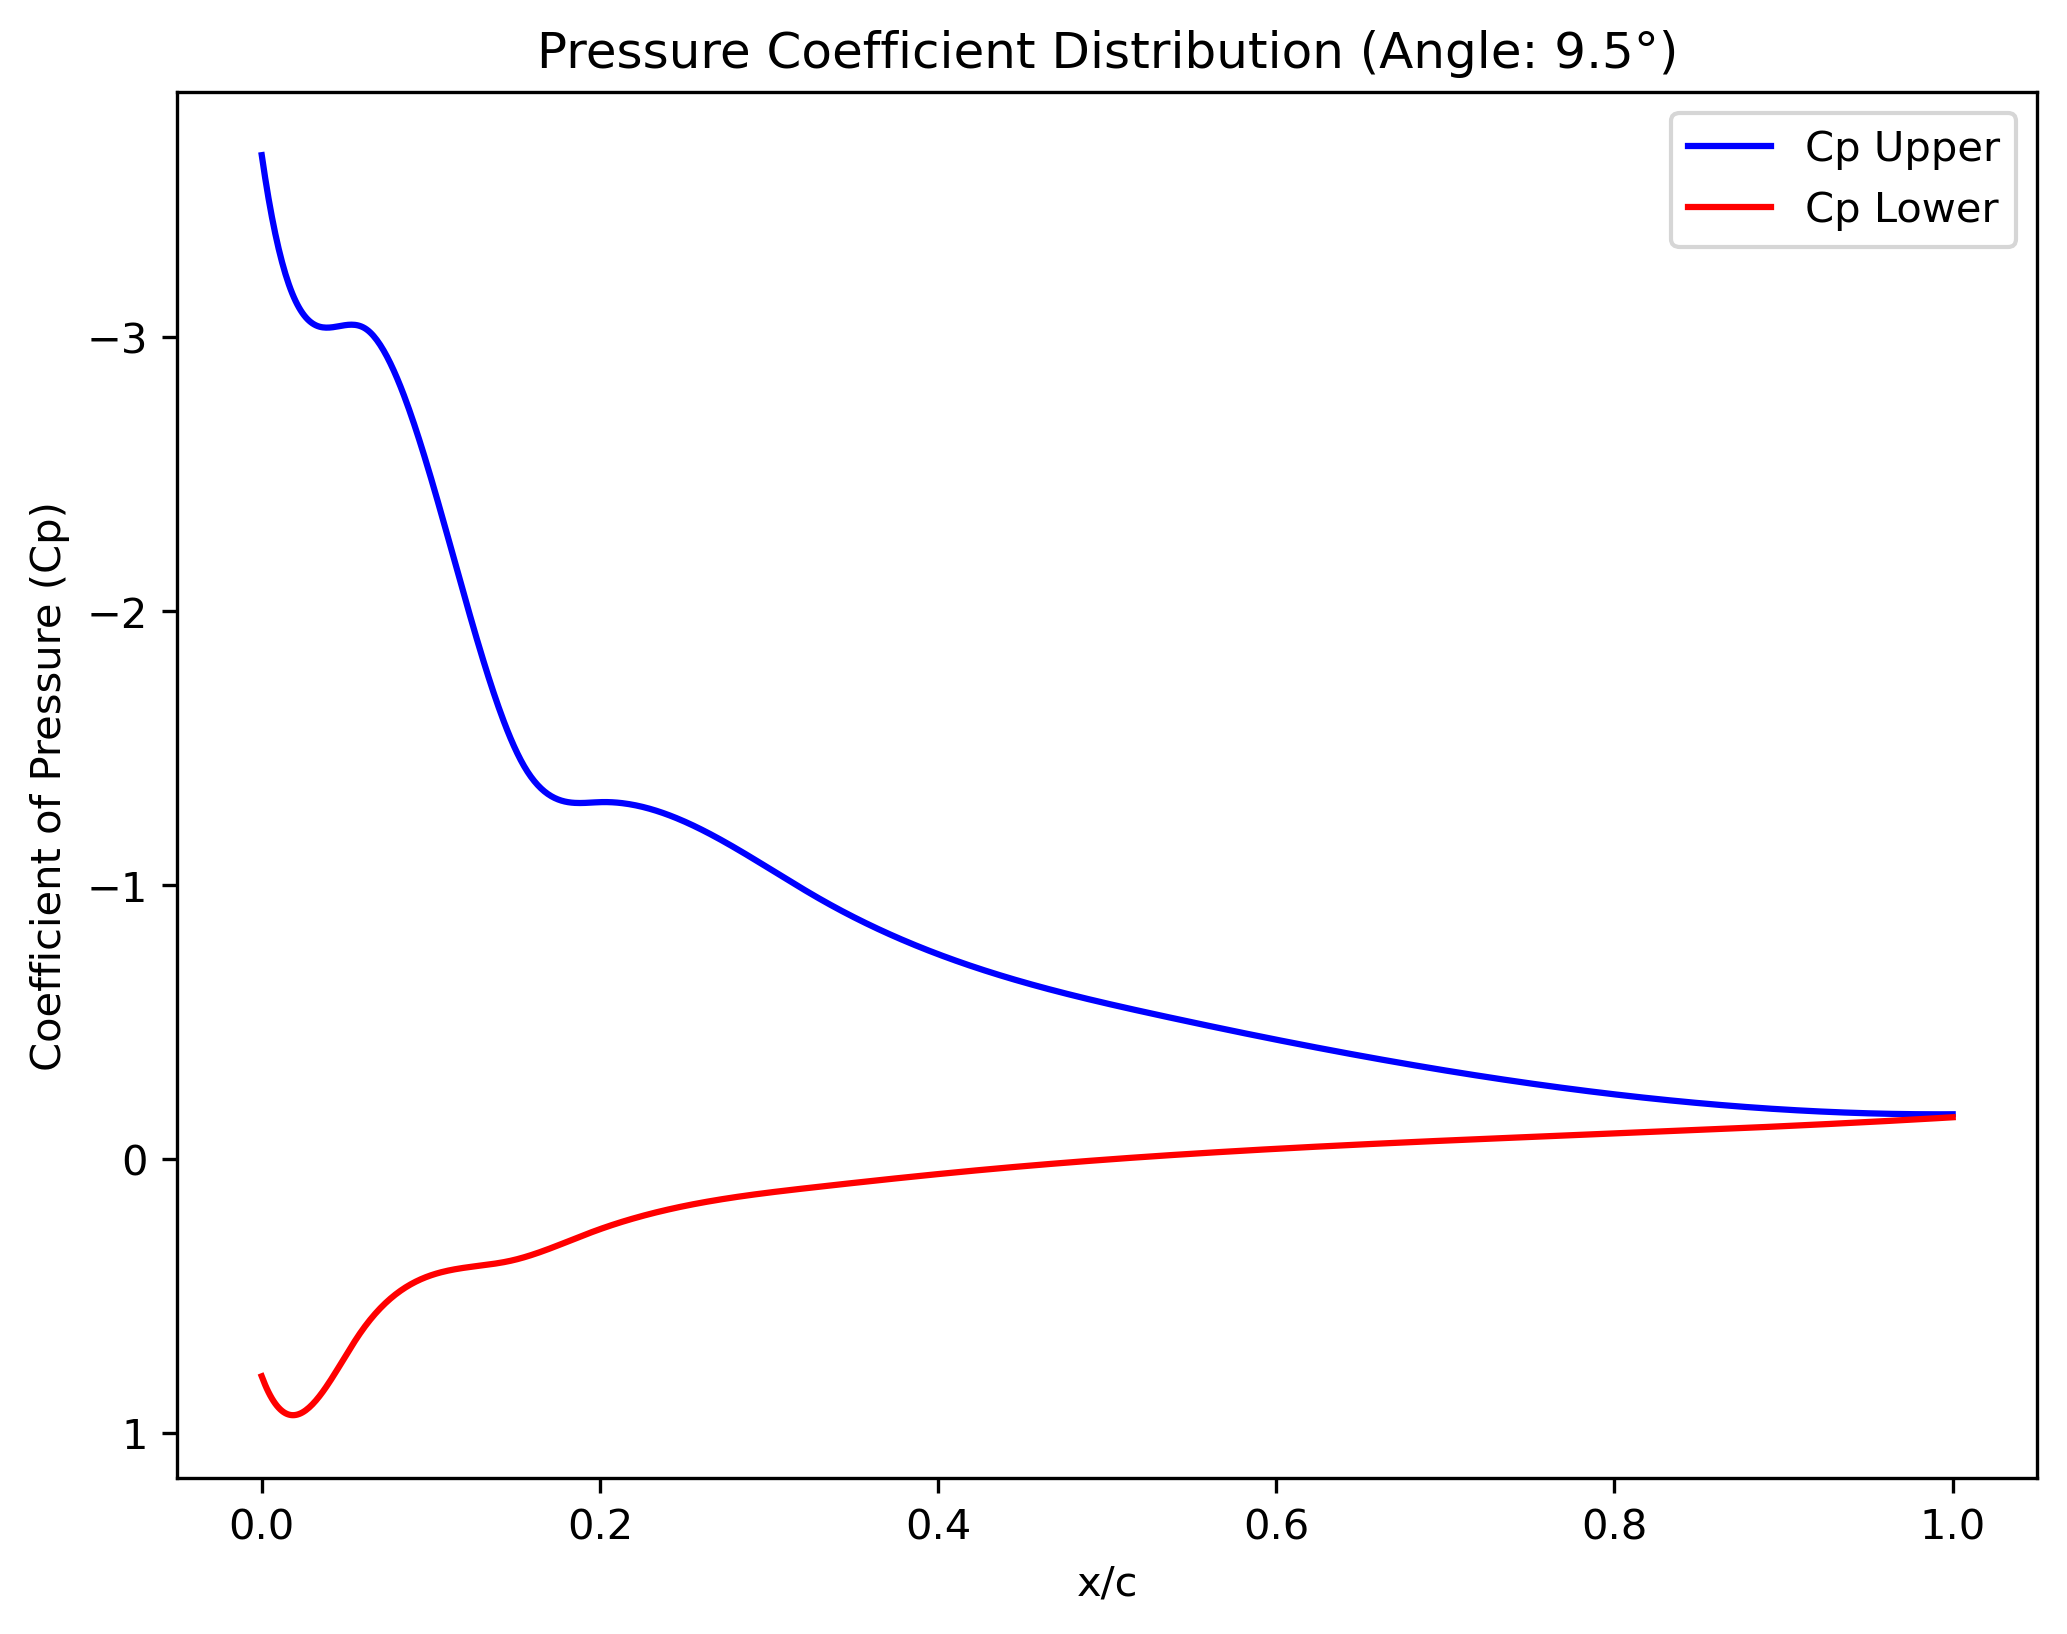 Pressure Coefficient Distribution (Angle: 9.5°)
Cp Upper
Cp Lower
Coefficient of Pressure (Cp)
−3
−2
−1
0
1
0.0 0.2 0.4 0.6 0.8 1.0
x/c